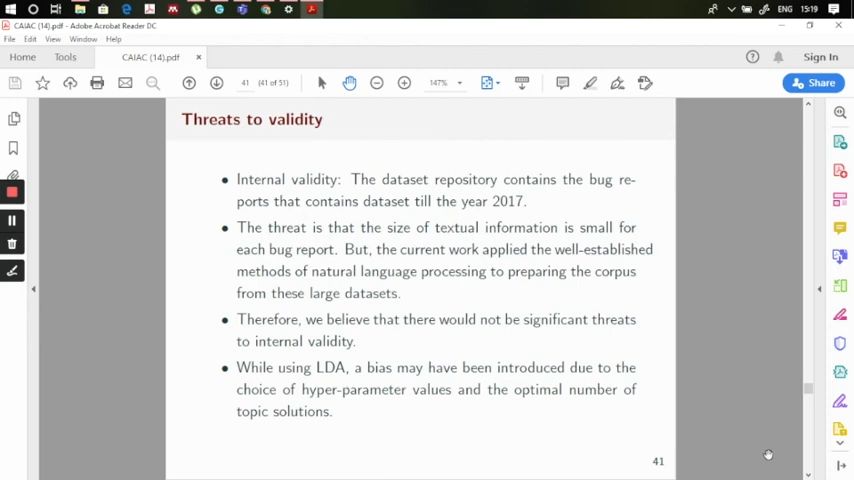 ENG 15:19
CAIAC (14).pdf - Adobe Acrobat Reader DC
File Edit View Window Help
Home Tools CAIAC (14).pdf × Sign In
41 (41 of 51) 147% Share
Threats to validity
• Internal validity: The dataset repository contains the bug re-
ports that contains dataset till the year 2017.
• The threat is that the size of textual information is small for
each bug report. But, the current work applied the well-established
methods of natural language processing to preparing the corpus
from these large datasets.
• Therefore, we believe that there would not be significant threats
to internal validity.
• While using LDA, a bias may have been introduced due to the
choice of hyper-parameter values and the optimal number of
topic solutions.
41